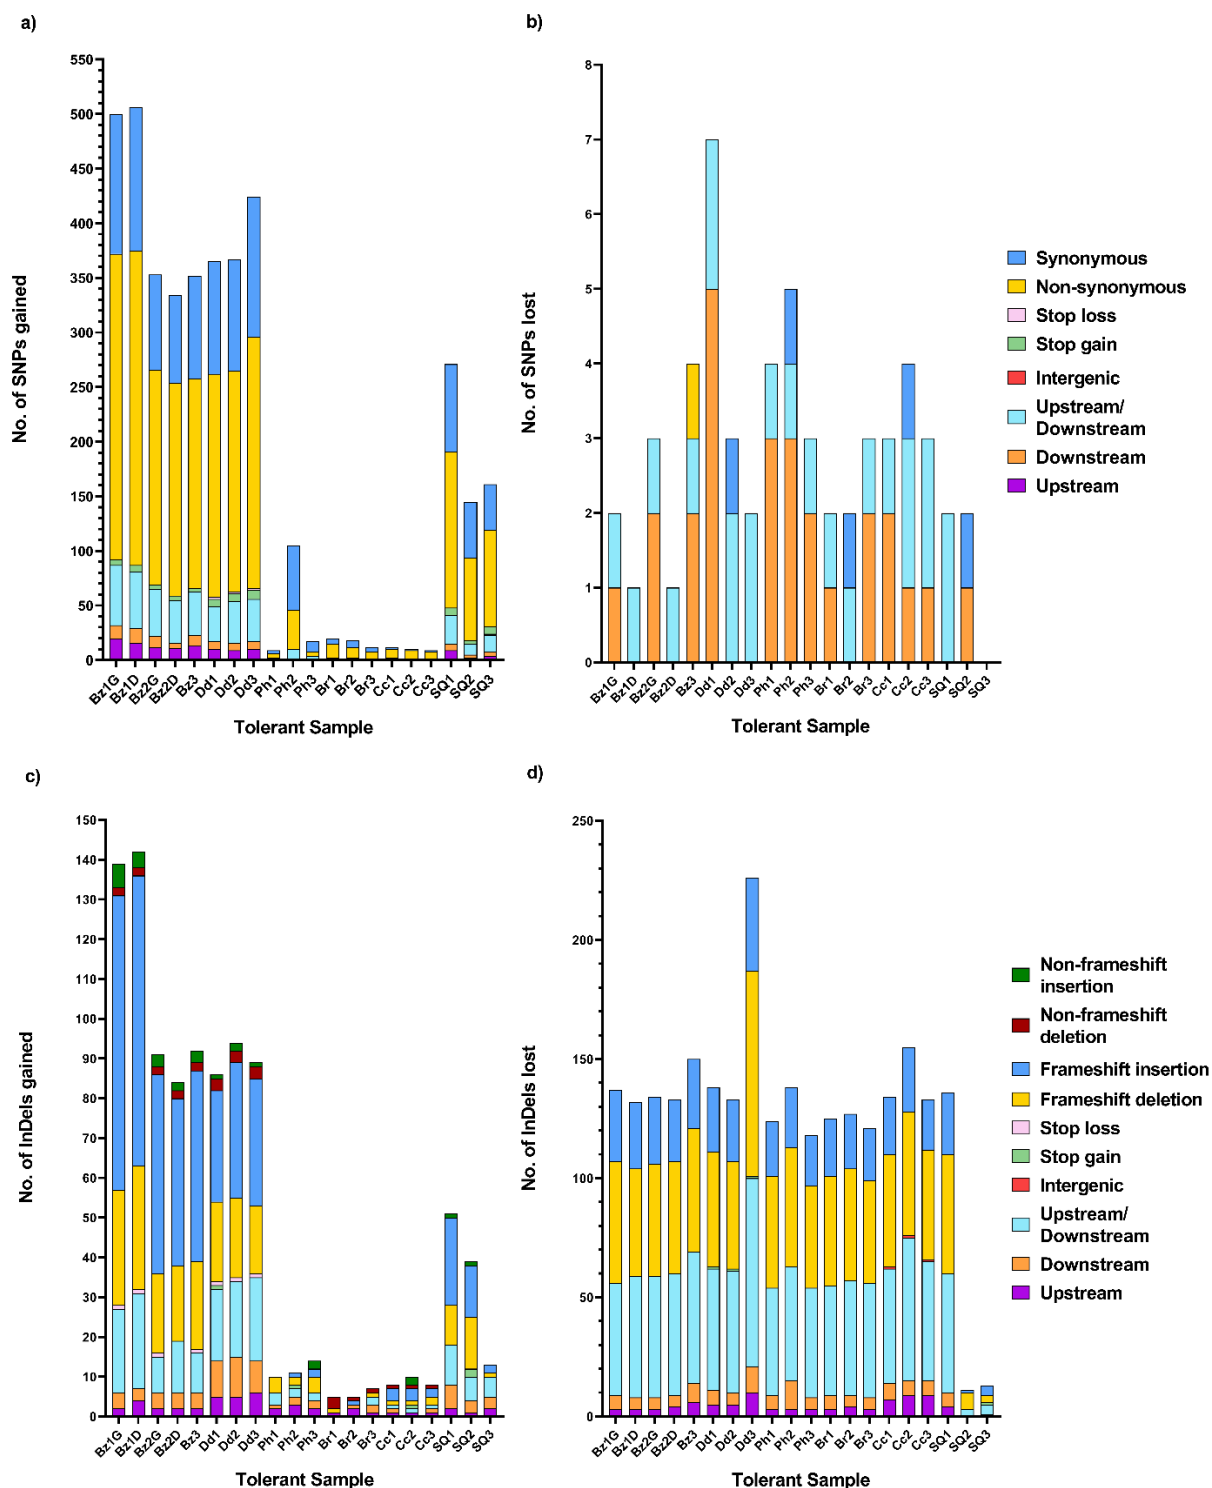 a)
No. of SNPs gained
550
500
450
400
350
300
250
200
150
100
50
0
Bz1G Bz1D Bz2G Bz2D Bz3 Dd1 Dd2 Dd3 Ph1 Ph2 Ph3 Br1 Br2 Br3 Cc1 Cc2 Cc3 SQ1 SQ2 SQ3
Tolerant Sample
b)
No. of SNPs lost
8
7
6
5
4
3
2
1
0
Bz1G Bz1D Bz2G Bz2D Bz3 Dd1 Dd2 Dd3 Ph1 Ph2 Ph3 Br1 Br2 Br3 Cc1 Cc2 Cc3 SQ1 SQ2 SQ3
Tolerant Sample
Synonymous
Non-synonymous
Stop loss
Stop gain
Intergenic
Upstream/
Downstream
Downstream
Upstream
c)
No. of InDels gained
150
140
130
120
110
100
90
80
70
60
50
40
30
20
10
0
Bz1G Bz1D Bz2G Bz2D Bz3 Dd1 Dd2 Dd3 Ph1 Ph2 Ph3 Br1 Br2 Br3 Cc1 Cc2 Cc3 SQ1 SQ2 SQ3
Tolerant Sample
d)
No. of InDels lost
250
200
150
100
50
0
Bz1G Bz1D Bz2G Bz2D Bz3 Dd1 Dd2 Dd3 Ph1 Ph2 Ph3 Br1 Br2 Br3 Cc1 Cc2 Cc3 SQ1 SQ2 SQ3
Tolerant Sample
Non-frameshift
insertion
Non-frameshift
deletion
Frameshift insertion
Frameshift deletion
Stop loss
Stop gain
Intergenic
Upstream/
Downstream
Downstream
Upstream